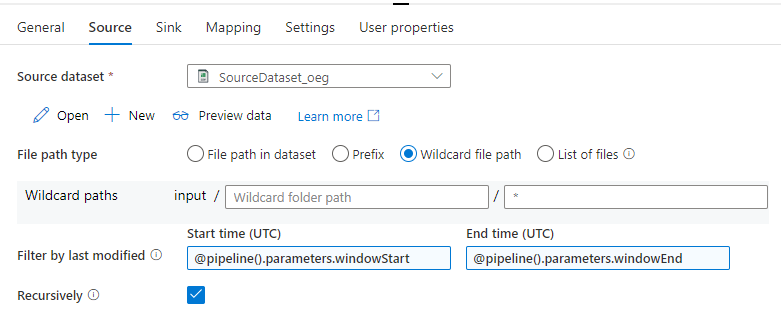 General Source Sink Mapping Settings User properties
Source dataset * SourceDataset_oeg
Open New Preview data Learn more
File path type File path in dataset Prefix Wildcard file path List of files
Wildcard paths input / Wildcard folder path / *
Start time (UTC) End time (UTC)
Filter by last modified @pipeline().parameters.windowStart @pipeline().parameters.windowEnd
Recursively